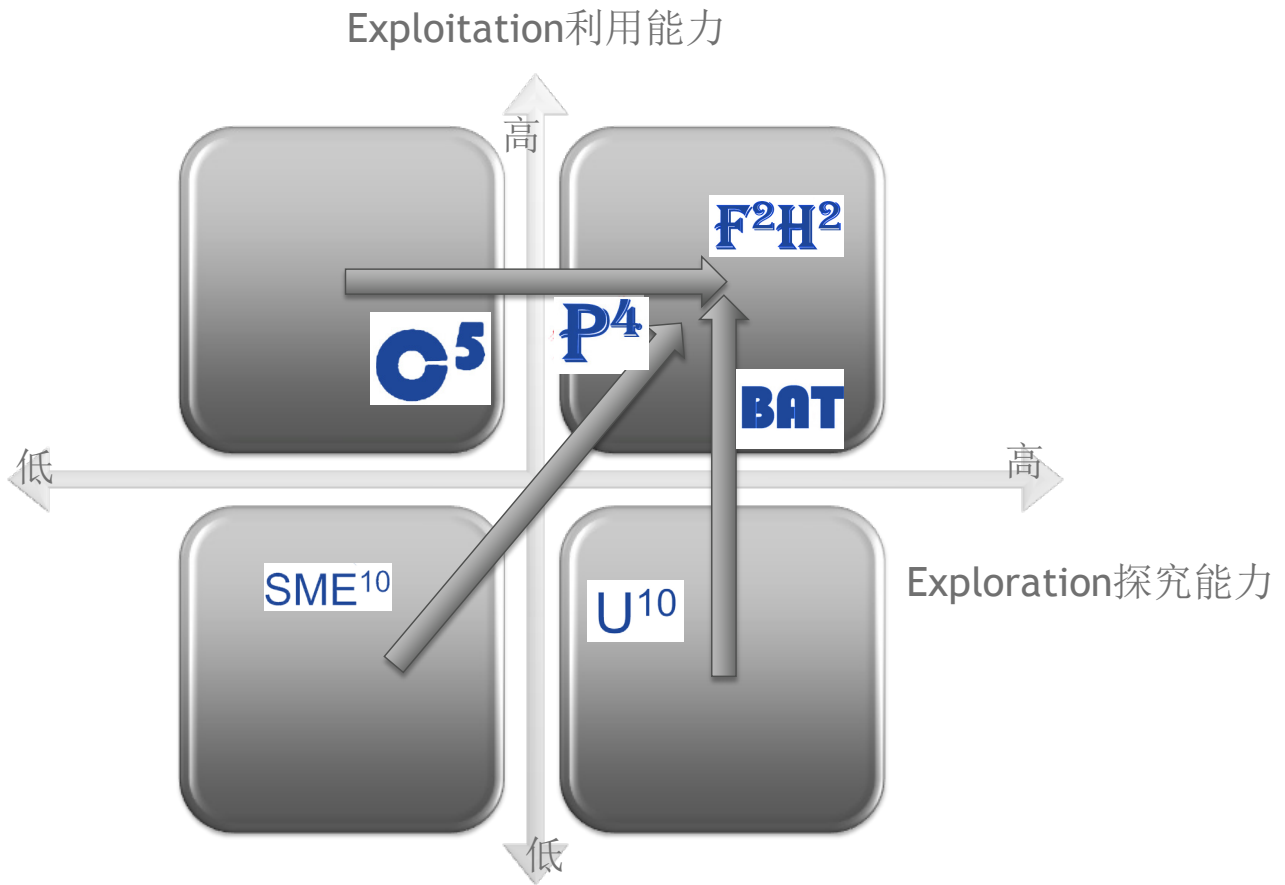 Exploitation利用能力
高
F²H²
P⁴
C⁵
BAT
低
高
SME¹⁰
U¹⁰
Exploration探究能力
低